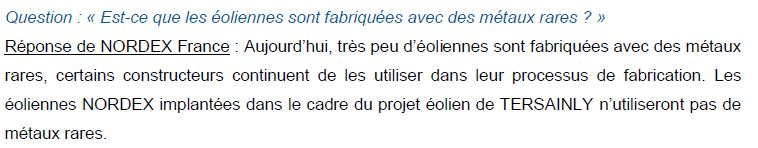 Question : « Est-ce que les éoliennes sont fabriquées avec des métaux rares ? »
Réponse de NORDEX France : Aujourd’hui, très peu d’éoliennes sont fabriquées avec des métaux
rares, certains constructeurs continuent de les utiliser dans leur processus de fabrication. Les
éoliennes NORDEX implantées dans le cadre du projet éolien de TERSAINLY n’utiliseront pas de
métaux rares.